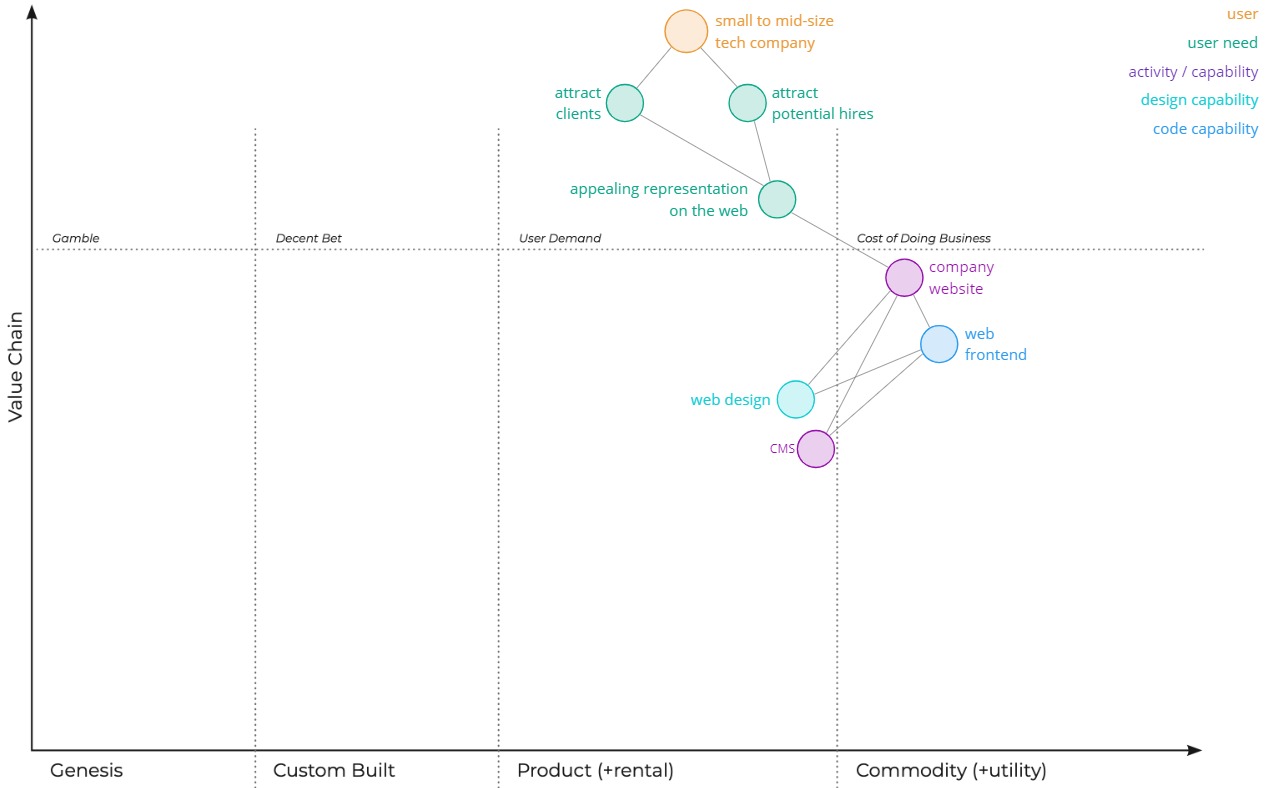 small to mid-size
tech company
user
user need
activity / capability
design capability
code capability
attract
clients
attract
potential hires
appealing representation
on the web
Gamble
Decent Bet
User Demand
Cost of Doing Business
company
website
web
frontend
web design
CMS
Value Chain
Genesis
Custom Built
Product (+rental)
Commodity (+utility)